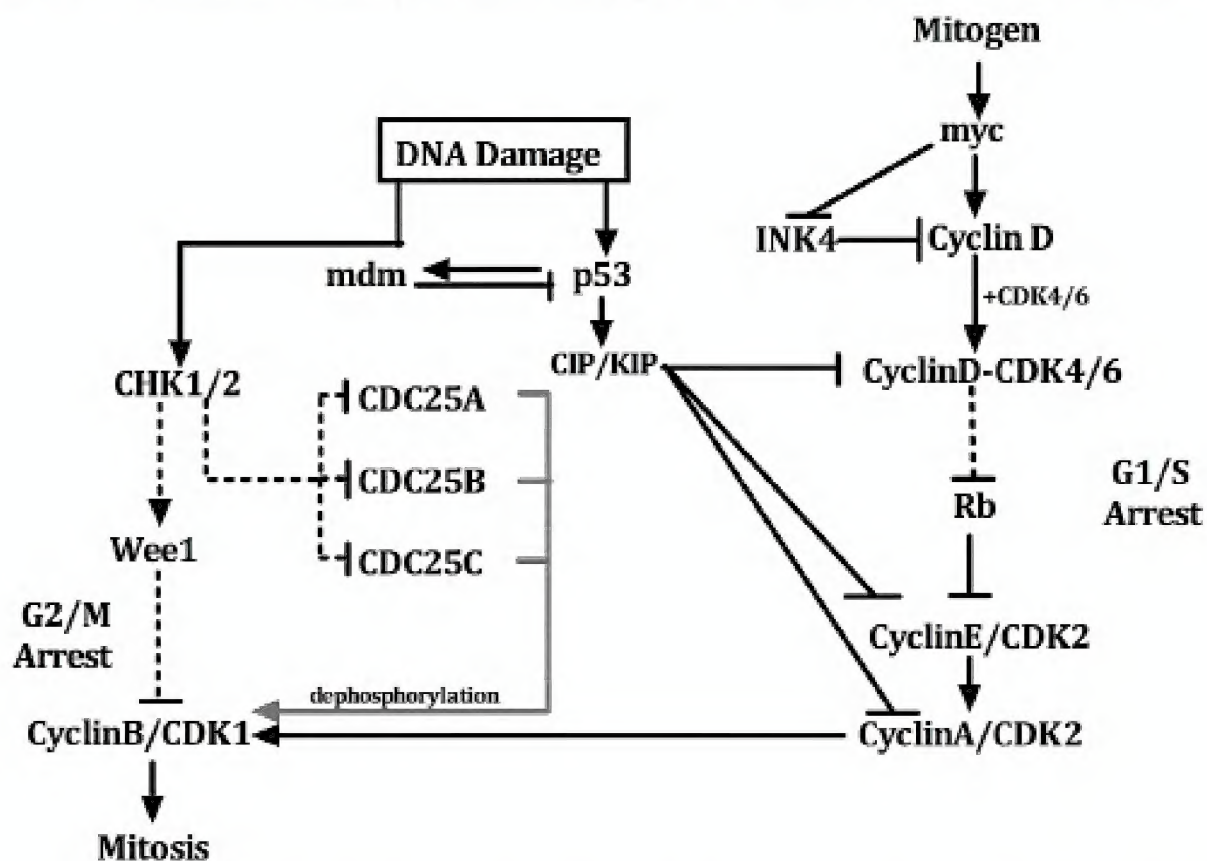 Mitogen
myc
DNA Damage
INK4
Cyclin D
mdm
p53
+CDK4/6
CIP/KIP
CyclinD-CDK4/6
CHK1/2
CDC25A
CDC25B
G1/S
Arrest
Rb
Wee1
CDC25C
G2/M
Arrest
CyclinE/CDK2
dephosphorylation
CyclinB/CDK1
CyclinA/CDK2
Mitosis